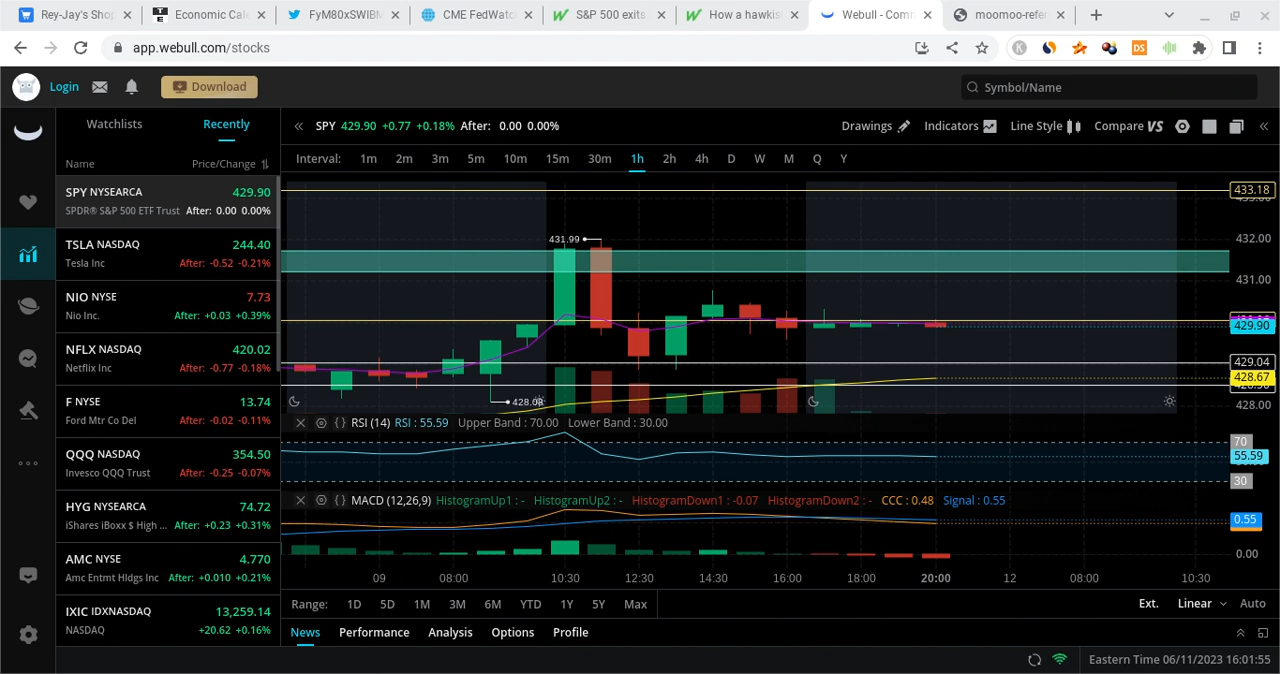 Rey-Jay's Shop
Economic Cale
FyM80xSWIBM
CME FedWatc
S&P 500 exits
How a hawkis
Webull - Comm
moomoo-refer
app.webull.com/stocks
Login
Download
Symbol/Name
Watchlists
Recently
Name
Price/Change
SPY NYSEARCA 429.90
SPDR® S&P 500 ETF Trust After: 0.00 0.00%
TSLA NASDAQ 244.40
Tesla Inc After: -0.52 -0.21%
NIO NYSE 7.73
Nio Inc. After: +0.03 +0.39%
NFLX NASDAQ 420.02
Netflix Inc After: -0.77 -0.18%
F NYSE 13.74
Ford Mtr Co Del After: -0.02 -0.11%
QQQ NASDAQ 354.50
Invesco QQQ Trust After: -0.25 -0.07%
HYG NYSEARCA 74.72
iShares iBoxx $ High ... After: +0.23 +0.31%
AMC NYSE 4.770
Amc Entmt Hldgs Inc After: +0.010 +0.21%
IXIC IDXNASDAQ 13,259.14
NASDAQ +20.62 +0.16%
SPY 429.90 +0.77 +0.18% After: 0.00 0.00%
Drawings
Indicators
Line Style
Compare VS
Interval: 1m 2m 3m 5m 10m 15m 30m 1h 2h 4h D W M Q Y
433.18
432.00
431.99
431.00
429.90
429.04
428.67
428.00
RSI (14) RSI : 55.59 Upper Band : 70.00 Lower Band : 30.00
70
55.59
30
MACD (12,26,9) HistogramUp1 : - HistogramUp2 : - HistogramDown1 : -0.07 HistogramDown2 : - CCC : 0.48 Signal : 0.55
0.55
0.00
09 08:00 10:30 12:30 14:30 16:00 18:00 20:00 12 08:00 10:30
Range: 1D 5D 1M 3M 6M YTD 1Y 5Y Max
Ext. Linear Auto
News Performance Analysis Options Profile
Eastern Time 06/11/2023 16:01:55